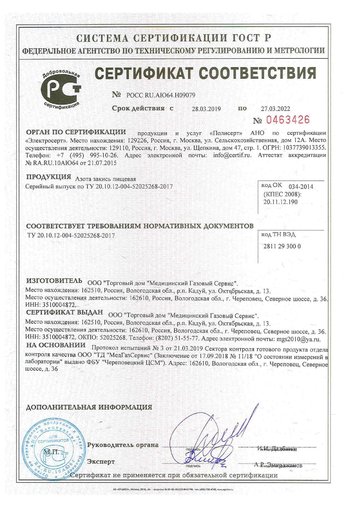 СИСТЕМА СЕРТИФИКАЦИИ ГОСТ Р
ФЕДЕРАЛЬНОЕ АГЕНТСТВО ПО ТЕХНИЧЕСКОМУ РЕГУЛИРОВАНИЮ И МЕТРОЛОГИИ
Добровольная сертификация
СЕРТИФИКАТ СООТВЕТСТВИЯ
№ РОСС RU.АЮ64.Н09079
Срок действия с 28.03.2019 по 27.03.2022
№ 0463426
ОРГАН ПО СЕРТИФИКАЦИИ продукции и услуг «Полисерт» АНО по сертификации
«Электросерт». Место нахождения: 129226, Россия, г. Москва, ул. Сельскохозяйственная, дом 12А. Место
осуществления деятельности: 129110, Россия, г. Москва, ул. Щепкина, дом 47, стр. 1. ОГРН: 1037739013355.
Телефон: +7 (495) 995-10-26. Адрес электронной почты: info@certif.ru. Аттестат аккредитации
№ RA.RU.10АЮ64 от 21.07.2015
ПРОДУКЦИЯ Азота закись пищевая
Серийный выпуск по ТУ 20.10.12-004-52025268-2017
код ОК 034-2014
(КПЕС 2008):
20.11.12.190
СООТВЕТСТВУЕТ ТРЕБОВАНИЯМ НОРМАТИВНЫХ ДОКУМЕНТОВ
ТУ 20.10.12-004-52025268-2017
код ТН ВЭД
2811 29 300 0
ИЗГОТОВИТЕЛЬ ООО "Торговый дом "Медицинский Газовый Сервис".
Место нахождения: 162510, Россия, Вологодская обл., р.п. Кадуй, ул. Октябрьская, д. 13.
Место осуществления деятельности: 162610, Россия, Вологодская обл., г. Череповец, Северное шоссе, д. 36.
ИНН: 3510004872.
СЕРТИФИКАТ ВЫДАН ООО "Торговый дом "Медицинский Газовый Сервис".
Место нахождения: 162510, Россия, Вологодская обл., р.п. Кадуй, ул. Октябрьская, д. 13.
Место осуществления деятельности: 162610, Россия, Вологодская обл., г. Череповец, Северное шоссе, д. 36.
ИНН: 3510004872, ОКПО: 52025268. Телефон: (8202) 51-55-77. Адрес электронной почты: mgs2010@ya.ru.
НА ОСНОВАНИИ Протокол испытаний № 3 от 21.03.2019 Сектора контроля готового продукта отдела
контроля качества ООО "ТД "МедГазСервис" (Заключение от 17.09.2018 № 11/18 "О состоянии измерений в
лаборатории" выдано ФБУ "Череповецкий ЦСМ"). Адрес: 162610, Россия, Вологодская обл., г. Череповец, Северное
шоссе, д. 36
ДОПОЛНИТЕЛЬНАЯ ИНФОРМАЦИЯ
Руководитель органа
подпись
М.П.
Эксперт
подпись
Сертификат не применяется при обязательной сертификации